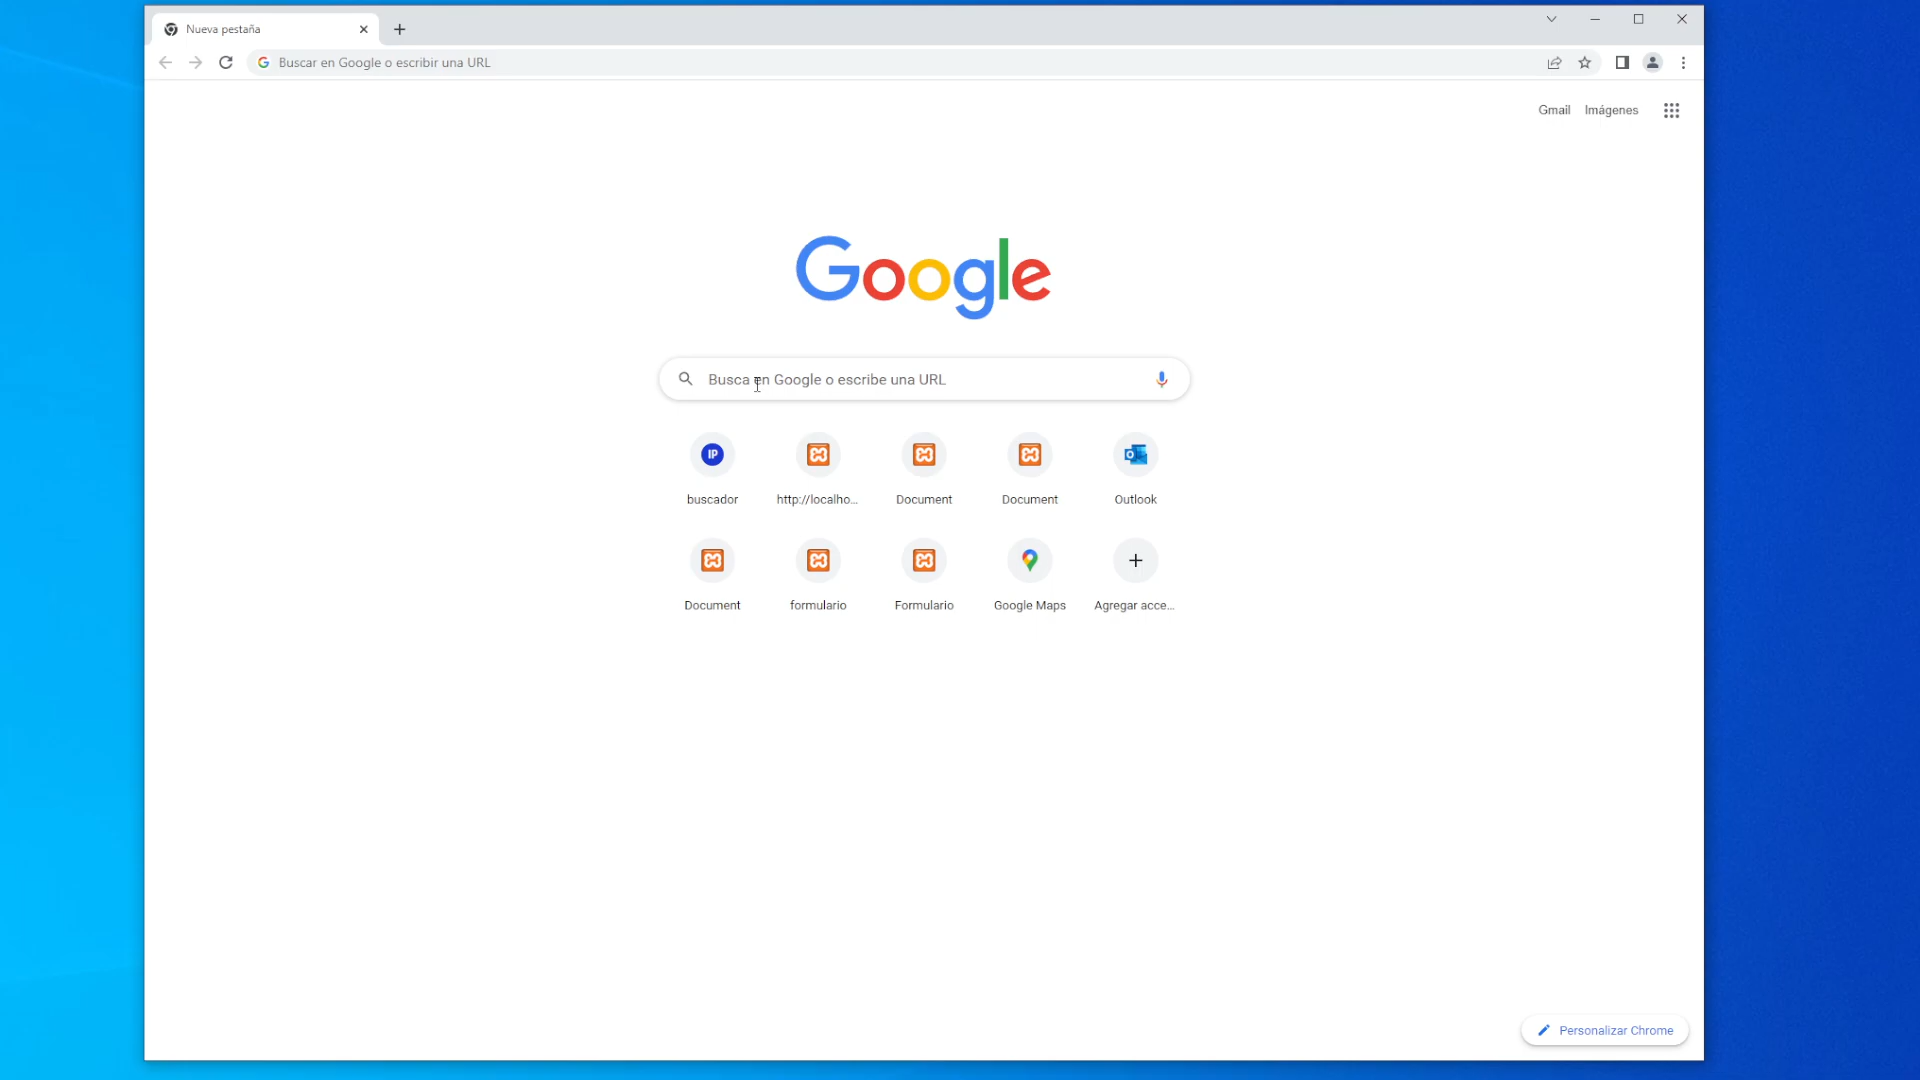 Nueva pestaña
Buscar en Google o escribir una URL
Gmail Imágenes
Google
Busca en Google o escribe una URL
IP
buscador http://localho... Document Document Outlook
Document formulario Formulario Google Maps Agregar acce...
Personalizar Chrome